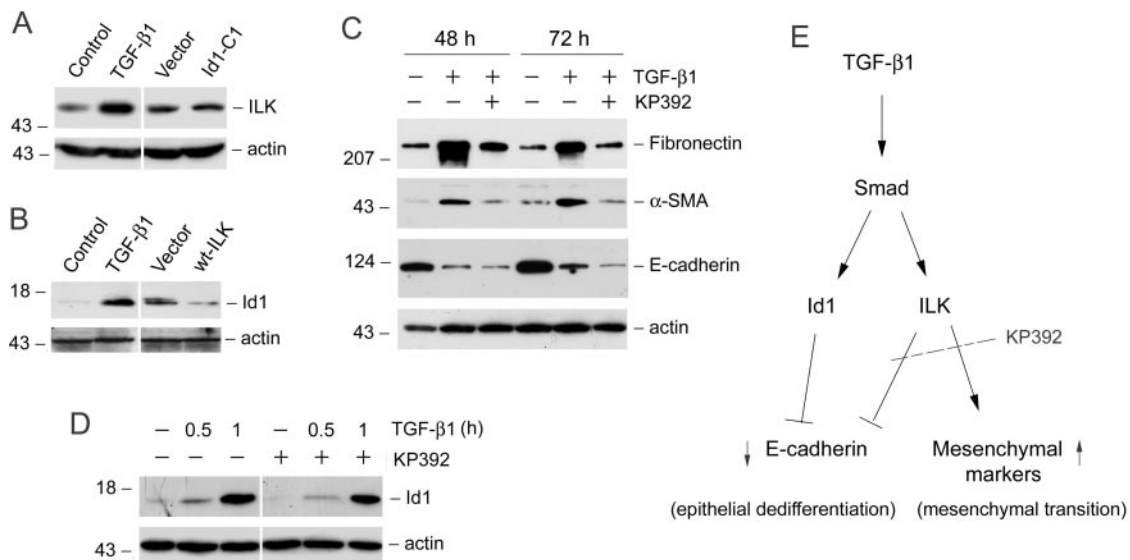 A
Control
TGF-β1
Vector
Id1-C1
– ILK
43 –
43 –
– actin
B
Control
TGF-β1
Vector
wt-ILK
18 –
– Id1
43 –
– actin
C
48 h 72 h
– + + – + + TGF-β1
– – + – – + KP392
– Fibronectin
207 –
43 –
– α-SMA
124 –
– E-cadherin
43 –
– actin
D
– 0.5 1 – 0.5 1 TGF-β1 (h)
– – – + + + KP392
18 –
– Id1
43 –
– actin
E
TGF-β1
Smad
Id1 ILK
KP392
E-cadherin
Mesenchymal
markers
(epithelial dedifferentiation) (mesenchymal transition)